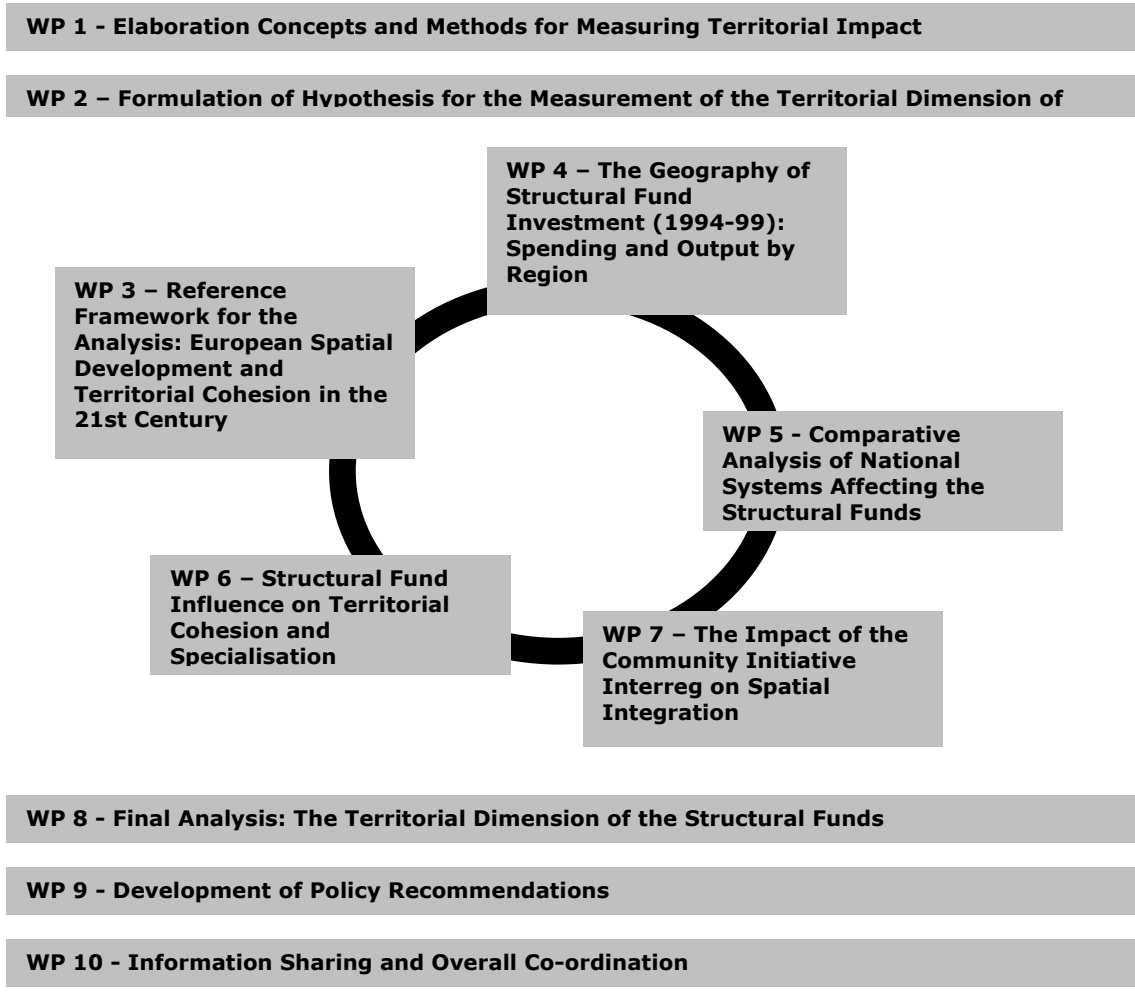 WP 1 - Elaboration Concepts and Methods for Measuring Territorial Impact
WP 2 – Formulation of Hypothesis for the Measurement of the Territorial Dimension of
WP 4 – The Geography of
Structural Fund
Investment (1994-99):
Spending and Output by
Region
WP 3 – Reference
Framework for the
Analysis: European Spatial
Development and
Territorial Cohesion in the
21st Century
WP 5 - Comparative
Analysis of National
Systems Affecting the
Structural Funds
WP 6 – Structural Fund
Influence on Territorial
Cohesion and
Specialisation
WP 7 – The Impact of the
Community Initiative
Interreg on Spatial
Integration
WP 8 - Final Analysis: The Territorial Dimension of the Structural Funds
WP 9 - Development of Policy Recommendations
WP 10 - Information Sharing and Overall Co-ordination